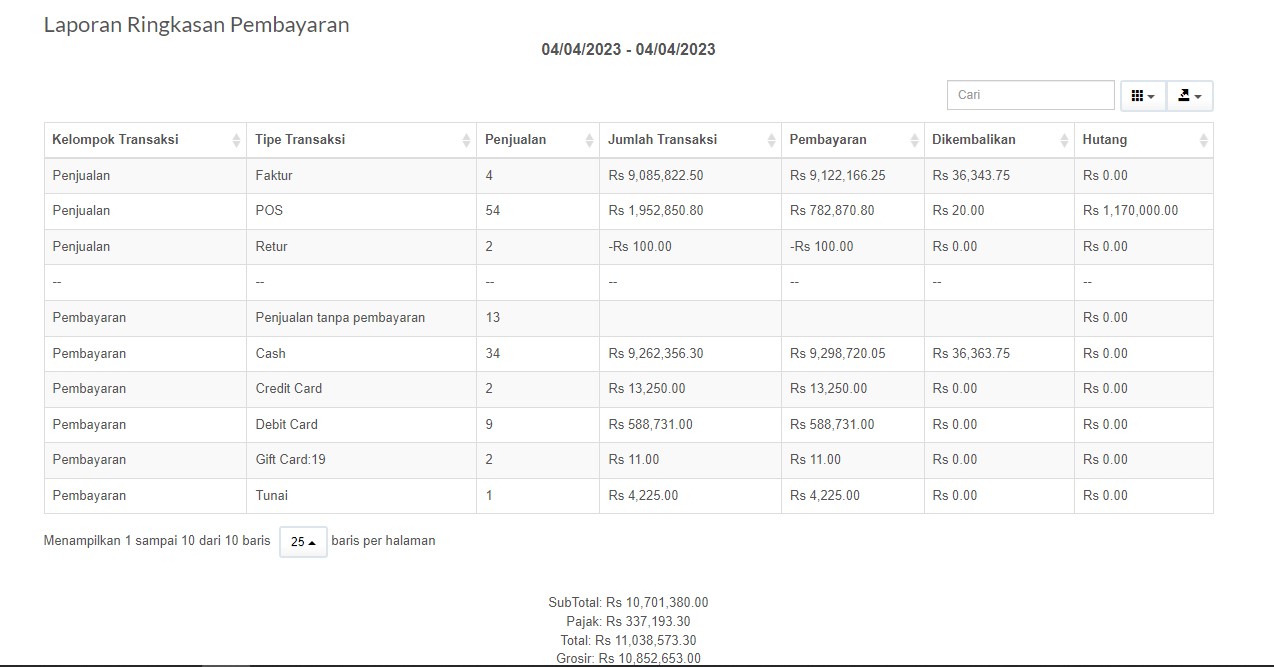 Laporan Ringkasan Pembayaran
04/04/2023 - 04/04/2023
Cari
Kelompok Transaksi Tipe Transaksi Penjualan Jumlah Transaksi Pembayaran Dikembalikan Hutang
Penjualan Faktur 4 Rs 9,085,822.50 Rs 9,122,166.25 Rs 36,343.75 Rs 0.00
Penjualan POS 54 Rs 1,952,850.80 Rs 782,870.80 Rs 20.00 Rs 1,170,000.00
Penjualan Retur 2 -Rs 100.00 -Rs 100.00 Rs 0.00 Rs 0.00
-- -- -- -- -- -- --
Pembayaran Penjualan tanpa pembayaran 13 Rs 0.00
Pembayaran Cash 34 Rs 9,262,356.30 Rs 9,298,720.05 Rs 36,363.75 Rs 0.00
Pembayaran Credit Card 2 Rs 13,250.00 Rs 13,250.00 Rs 0.00 Rs 0.00
Pembayaran Debit Card 9 Rs 588,731.00 Rs 588,731.00 Rs 0.00 Rs 0.00
Pembayaran Gift Card:19 2 Rs 11.00 Rs 11.00 Rs 0.00 Rs 0.00
Pembayaran Tunai 1 Rs 4,225.00 Rs 4,225.00 Rs 0.00 Rs 0.00
Menampilkan 1 sampai 10 dari 10 baris 25 baris per halaman
SubTotal: Rs 10,701,380.00
Pajak: Rs 337,193.30
Total: Rs 11,038,573.30
Grosir: Rs 10,852,653.00